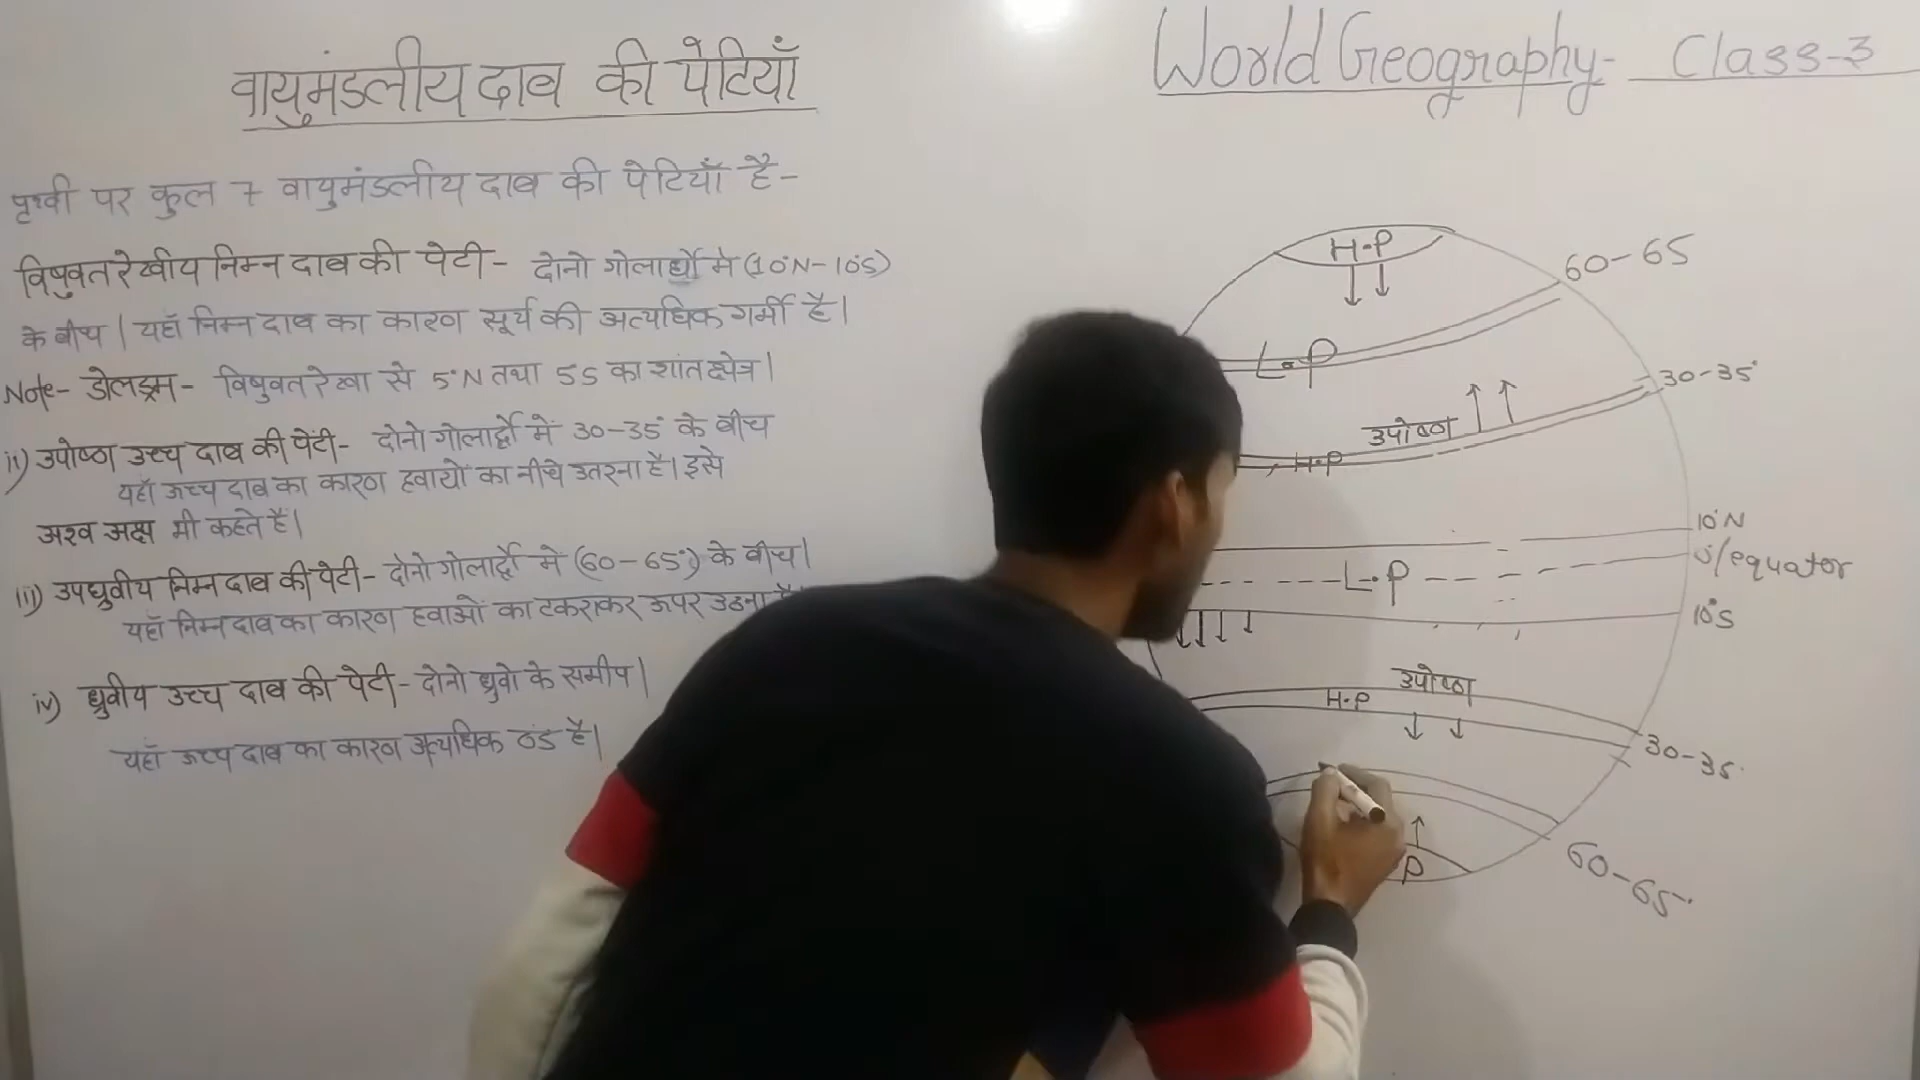 वायुमंडलीय दाव की पेटियाँ
World Geography - Class-3
पृथ्वी पर कुल 7 वायुमंडलीय दाब की पेटियाँ है -
विषुवत रेखीय निम्न दाब की पेटी - दोनो गोलार्धों मे (10°N-10°S)
के बीच | यहाँ निम्न दाब का कारण सूर्य की अत्यधिक गर्मी है।
Note - डोलड्रम - विषुवत रेखा से 5°N तथा 5S का शांत क्षेत्र।
ii) उपोष्ण उच्च दाब की पेंटी - दोनो गोलार्द्धो में 30-35° के बीच
यहाँ उच्च दाब का कारण हवायो का नीचे उतरना है। इसे
अश्व अक्ष भी कहते है।
iii) उपध्रुवीय निम्न दाब की पेटी - दोनो गोलार्द्धो मे (60-65°) के बीच।
यहाँ निम्न दाब का कारण हवाओं का टकराकर ऊपर उठना
iv) ध्रुवीय उच्च दाब की पेटी - दोनो ध्रुवो के समीप।
यहाँ उच्च दाब का कारण अत्यधिक ठंड है।
H-P
60-65
L-P
30-35°
उपोष्ण
H-P
10°N
equator
L.P
10°S
उपोष्ण
H-P
30-35
60-65
P